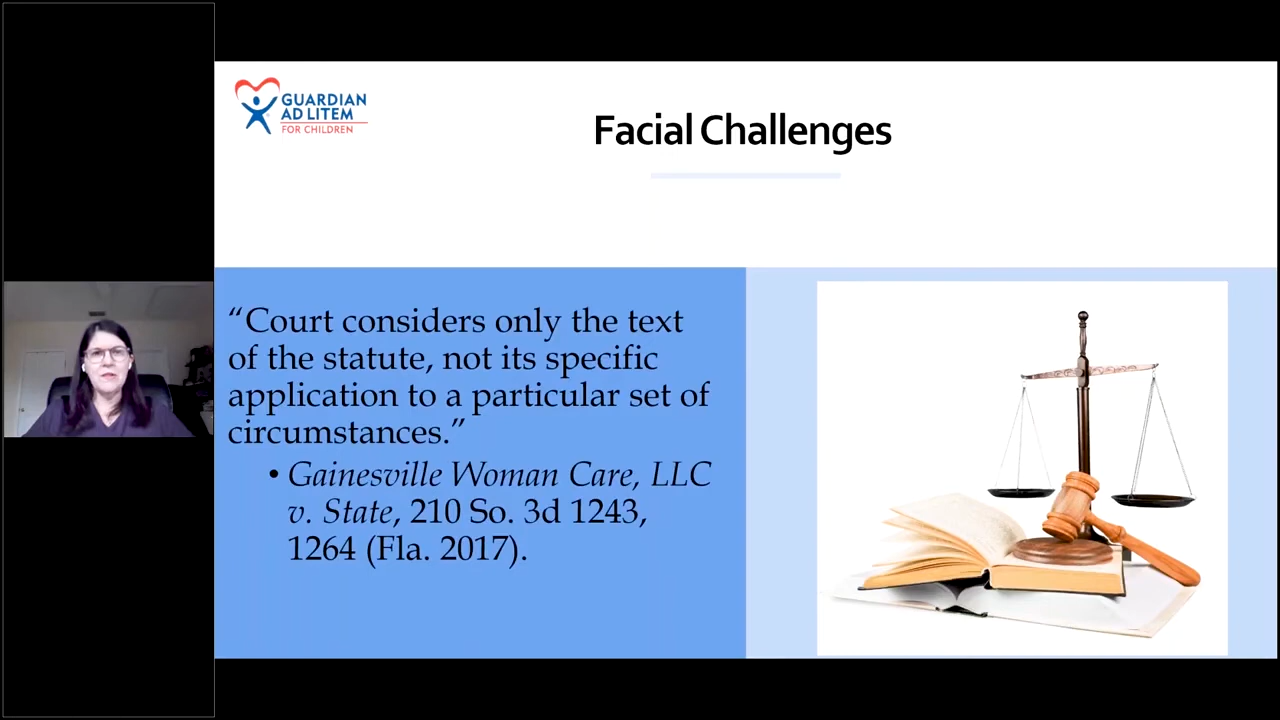 GUARDIAN
AD LITEM
FOR CHILDREN
Facial Challenges
“Court considers only the text
of the statute, not its specific
application to a particular set of
circumstances.”
• Gainesville Woman Care, LLC
v. State, 210 So. 3d 1243,
1264 (Fla. 2017).